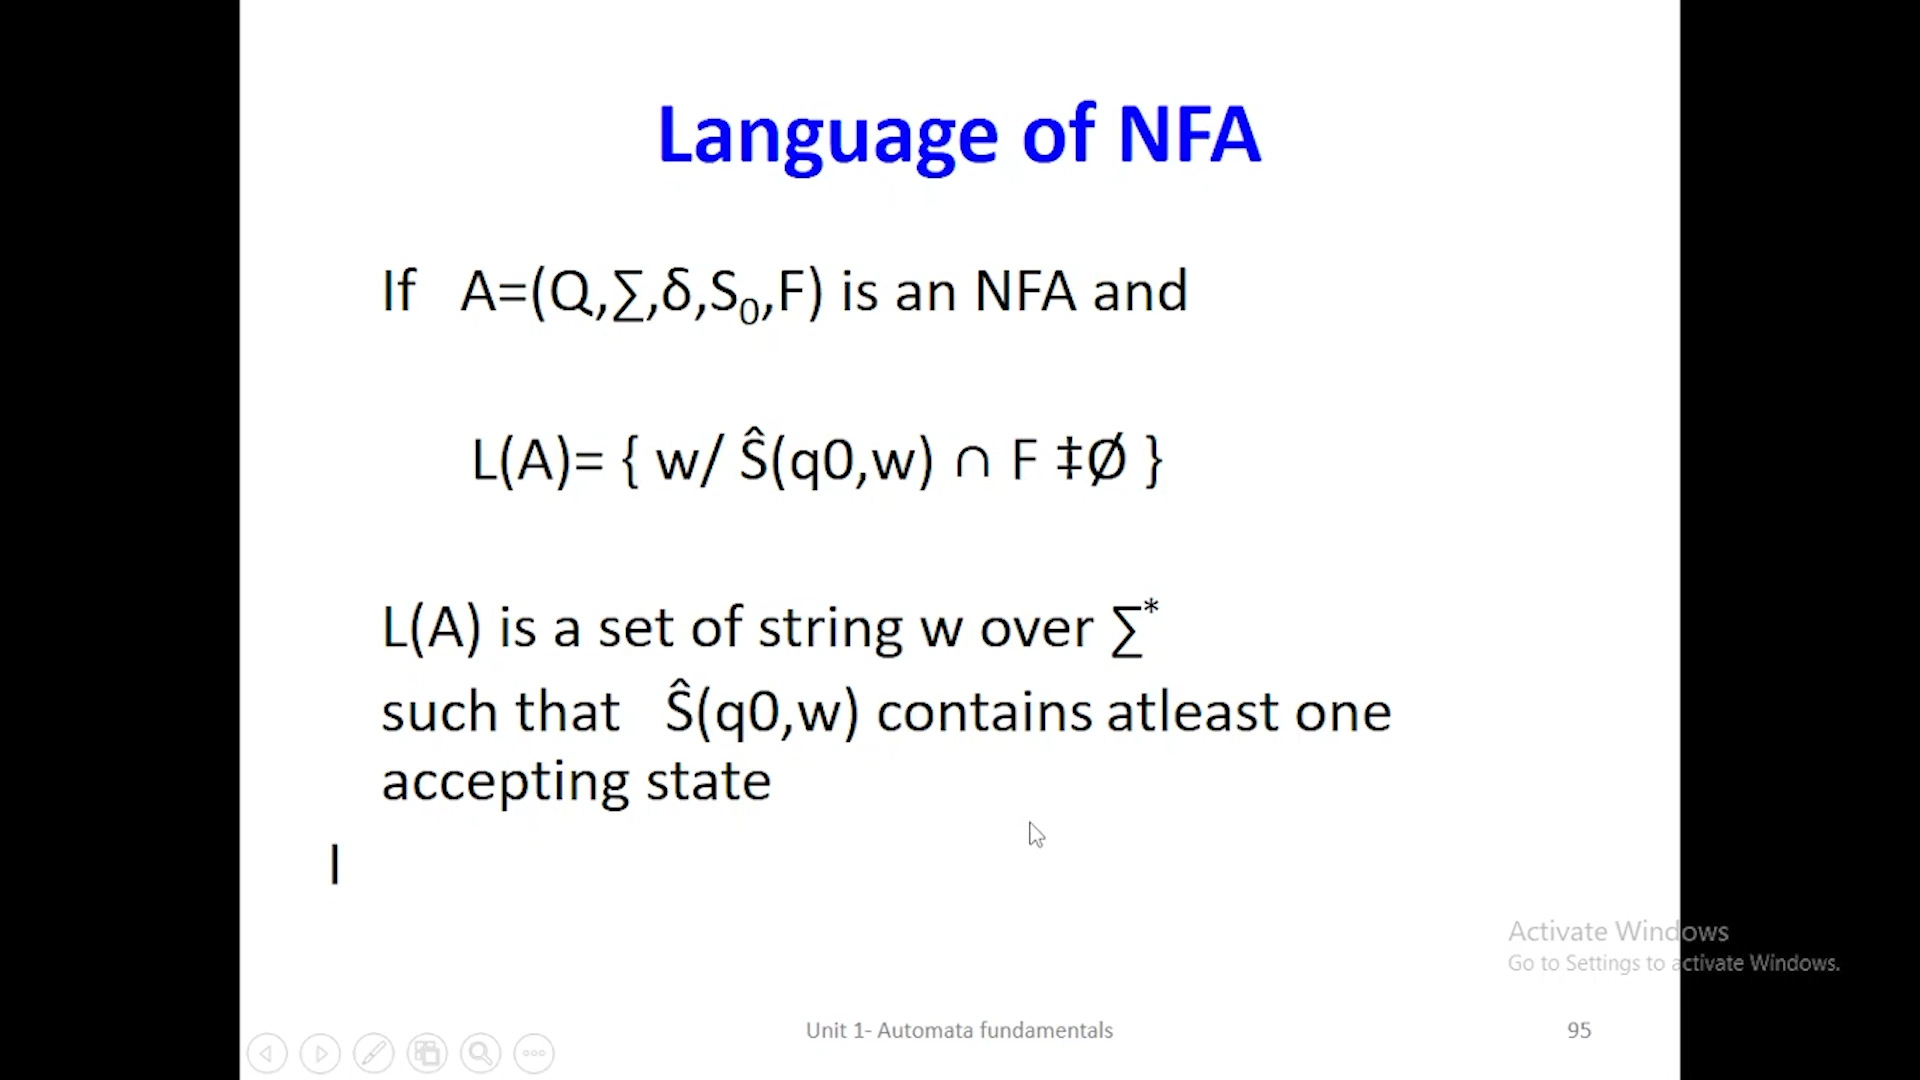 Language of NFA
If A=(Q,∑,δ,S₀,F) is an NFA and
L(A)= { w/ Ŝ(q0,w) ∩ F ‡Ø }
L(A) is a set of string w over ∑*
such that Ŝ(q0,w) contains atleast one
accepting state
l
Activate Windows
Go to Settings to activate Windows.
Unit 1- Automata fundamentals
95